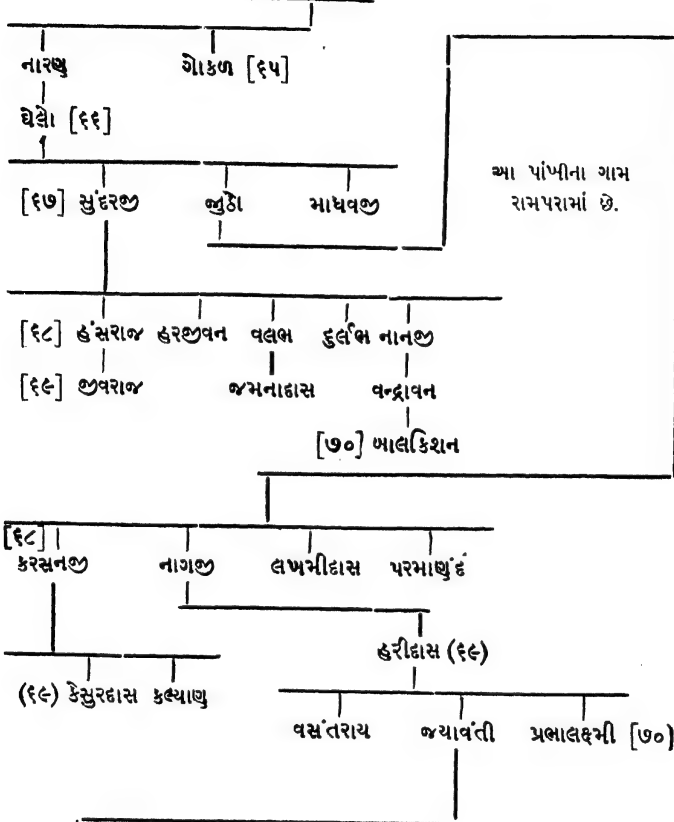 નારણ ગોકળ [૬૫]
ઘેલો [૬૬]
આ પાંખીના ગામ
રામપરામાં છે.
[૬૭] સુંદરજી જુઠો માધવજી
[૬૮] હંસરાજ હરજીવન વલભ દુર્લભ નાનજી
[૬૯] જીવરાજ જમનાદાસ વન્દ્રાવન
[૭૦] બાલકિશન
[૬૮]
કરસનજી નાગજી લખમીદાસ પરમાણુંદ
હરીદાસ (૬૯)
(૬૯) કેસુરદાસ કલ્યાણ
વસંતરાય જયાવંતી પ્રભાલક્ષ્મી [૭૦)